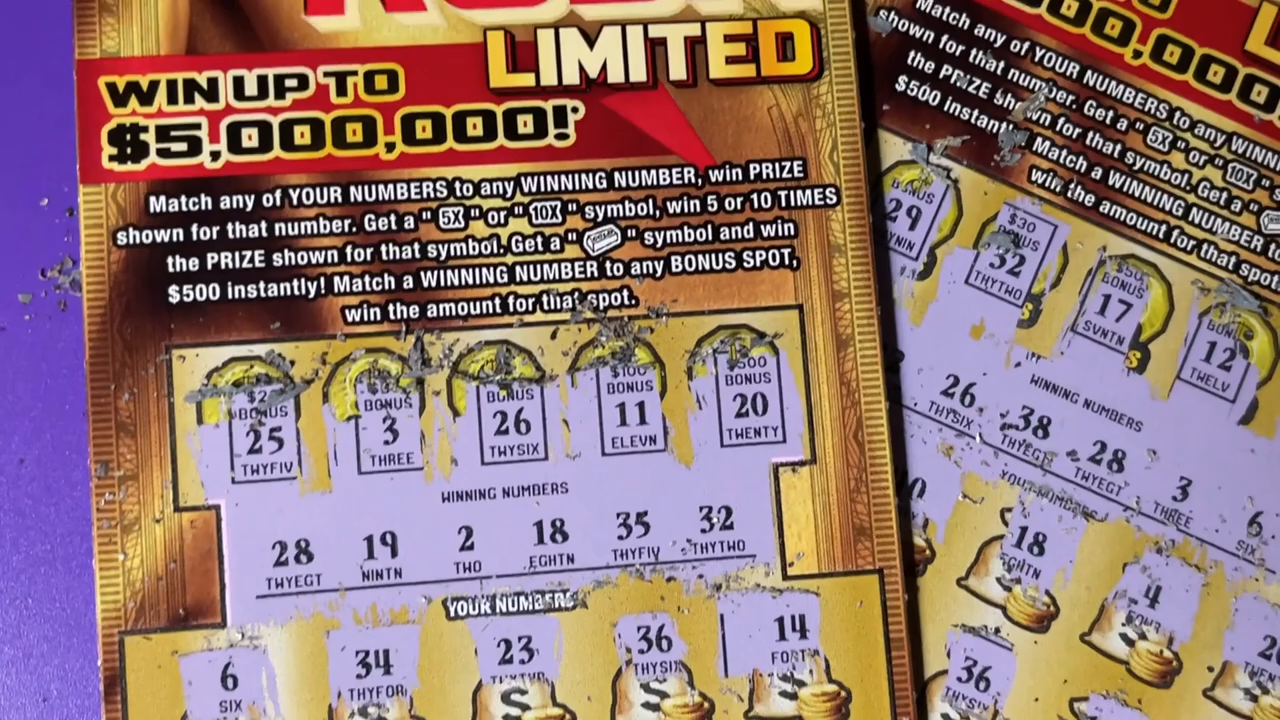 LIMITED
WIN UP TO
$5,000,000!*
Match any of YOUR NUMBERS to any WINNING NUMBER, win PRIZE
shown for that number. Get a " 5X " or " 10X " symbol, win 5 or 10 TIMES
the PRIZE shown for that symbol. Get a " " symbol and win
$500 instantly! Match a WINNING NUMBER to any BONUS SPOT,
win the amount for that spot.
BONUS BONUS BONUS $100 BONUS $500 BONUS
25 3 26 11 20
TWYFIV THREE TWYSIX ELEVN TWENTY
WINNING NUMBERS
28 19 2 18 35 32
TWYEGT NINTN TWO EGHTN THYFIV THYTWO
YOUR NUMBERS
6 34 23 36 14
SIX THYFOR THYSIX
Match any of YOUR NUMBERS to any
shown for that number. Get a " 5X " or " 10X "
the PRIZE shown for that symbol. Get a "
$500 instantly! Match a WINNING NUMBER to
win the amount for that spot.
BONUS $30 BONUS $50 BONUS
29 32 17 12
THYTWO SVNTN TWELV
WINNING NUMBERS
26 38 28 3 6
TWYSIX THYEGT TWYEGT THREE SIX
YOUR NUMBERS
18 4
EGHTN
36
THYSIX